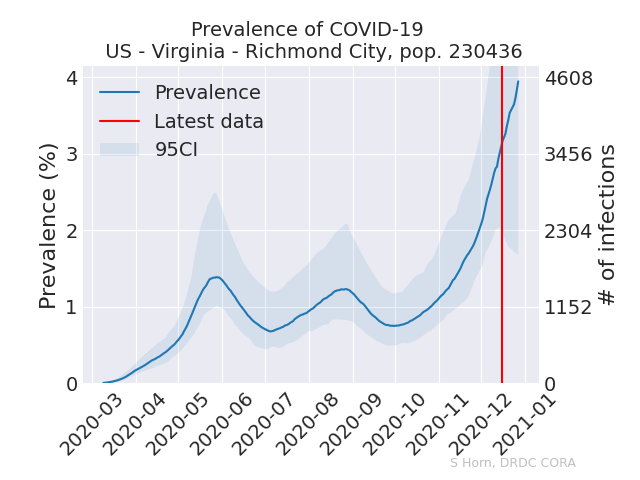 Prevalence of COVID-19
US - Virginia - Richmond City, pop. 230436
Prevalence
Latest data
95CI
Prevalence (%)
4
3
2
1
0
4608
3456
2304
1152
0
# of infections
2020-03
2020-04
2020-05
2020-06
2020-07
2020-08
2020-09
2020-10
2020-11
2020-12
2021-01
S Horn, DRDC CORA